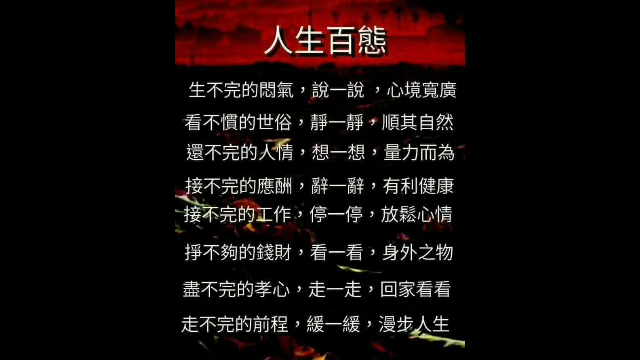 人生百態
生不完的悶氣，說一說 ，心境寬廣
看不慣的世俗，靜一靜，順其自然
還不完的人情，想一想，量力而為
接不完的應酬，辭一辭，有利健康
接不完的工作，停一停，放鬆心情
掙不夠的錢財，看一看，身外之物
盡不完的孝心，走一走，回家看看
走不完的前程，緩一緩，漫步人生